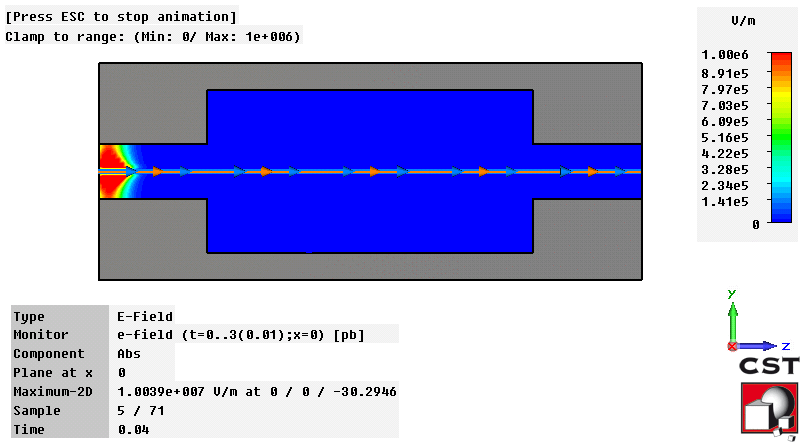 [Press ESC to stop animation]
Clamp to range: (Min: 0/ Max: 1e+006)
V/m
1.00e6
8.91e5
7.97e5
7.03e5
6.09e5
5.16e5
4.22e5
3.28e5
2.34e5
1.41e5
0
Type E-Field
Monitor e-field (t=0..3(0.01);x=0) [pb]
Component Abs
Plane at x 0
Maximum-2D 1.0039e+007 V/m at 0 / 0 / -30.2946
Sample 5 / 71
Time 0.04
y
z
CST